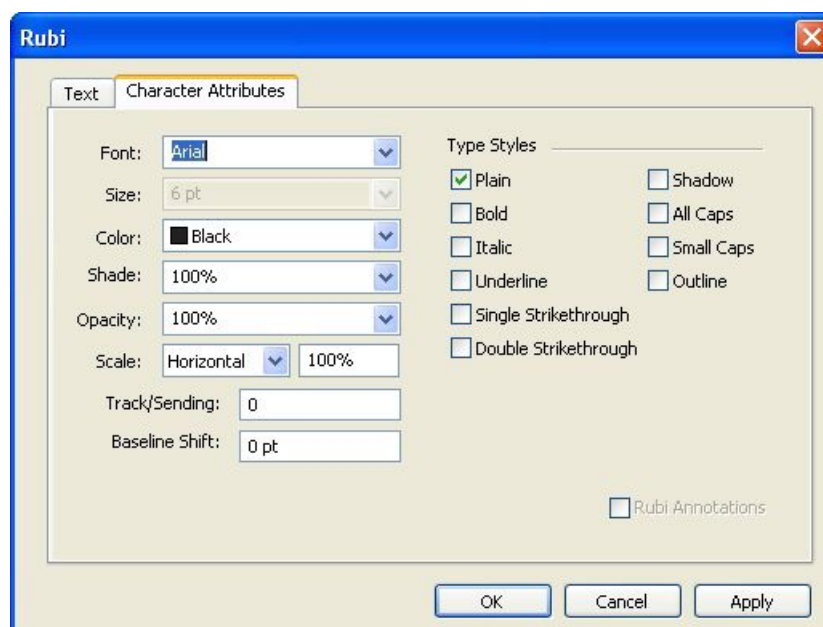 Rubi
Text Character Attributes
Font: Arial
Size: 6 pt
Color: Black
Shade: 100%
Opacity: 100%
Scale: Horizontal 100%
Track/Sending: 0
Baseline Shift: 0 pt
Type Styles
Plain
Bold
Italic
Underline
Single Strikethrough
Double Strikethrough
Shadow
All Caps
Small Caps
Outline
Rubi Annotations
OK Cancel Apply